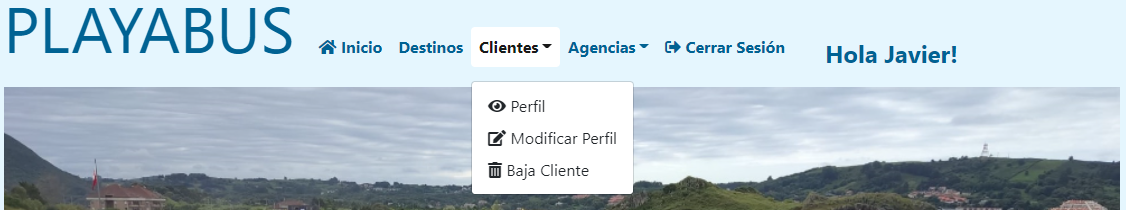 PLAYABUS
Inicio Destinos Clientes Agencias Cerrar Sesión Hola Javier!
Perfil
Modificar Perfil
Baja Cliente